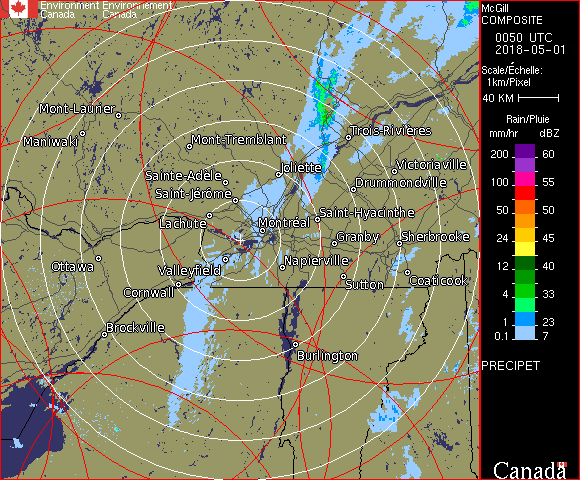 Environment Environnement
Canada Canada
McGill
COMPOSITE
0050 UTC
2018-05-01
Scale/Échelle:
1km/Pixel
40 KM
Rain/Pluie
mm/hr dBZ
200 60
100 55
50 50
24 45
12 40
4 33
1 23
0.1 7
PRECIPET
Canada
Mont-Laurier
Maniwaki
Mont-Tremblant
Trois-Rivières
Joliette
Victoriaville
Sainte-Adèle
Drummondville
Saint-Jérôme
Saint-Hyacinthe
Lachute
Montréal
Granby
Sherbrooke
Ottawa
Valleyfield
Napierville
Cornwall
Sutton
Coaticook
Brockville
Burlington